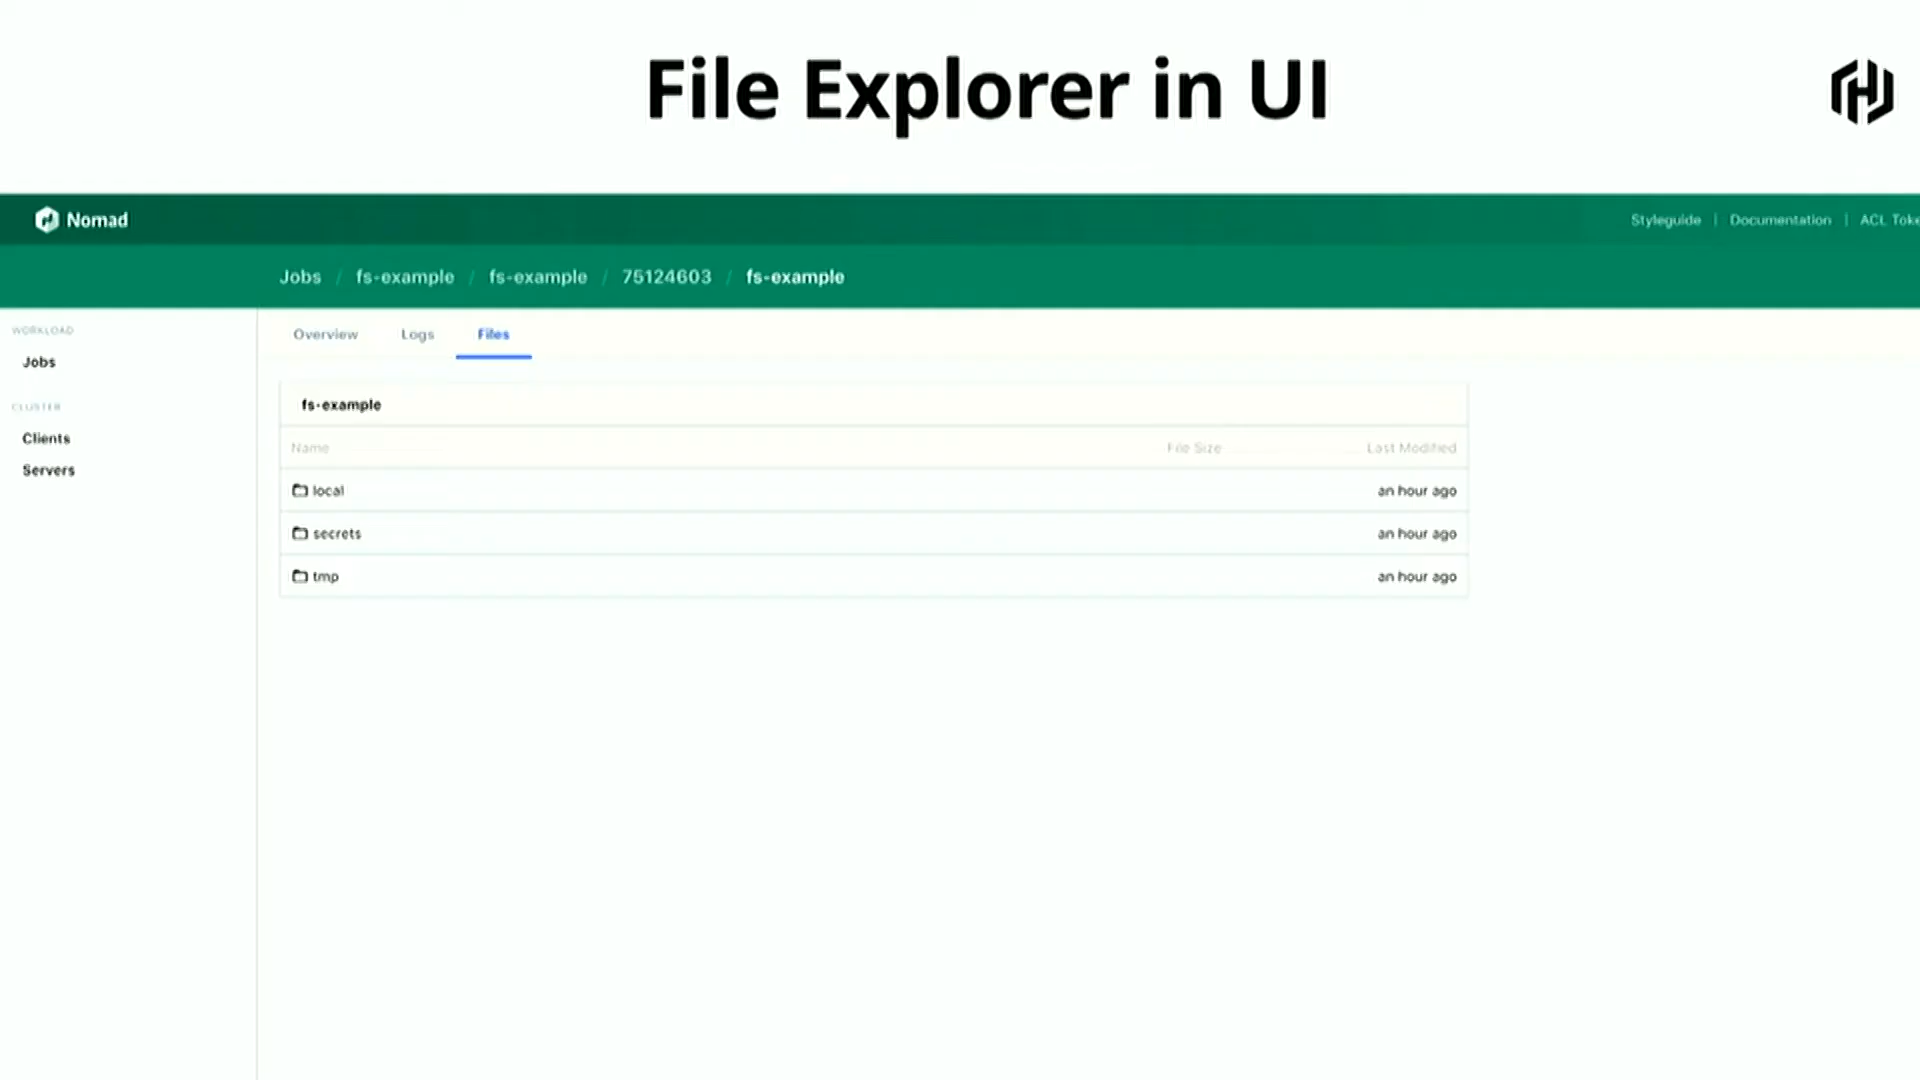 File Explorer in UI
Nomad
Styleguide | Documentation | ACL Toke
Jobs / fs-example / fs-example / 75124603 / fs-example
WORKLOAD
Jobs
CLUSTER
Clients
Servers
Overview Logs Files
fs-example
Name File Size Last Modified
local an hour ago
secrets an hour ago
tmp an hour ago